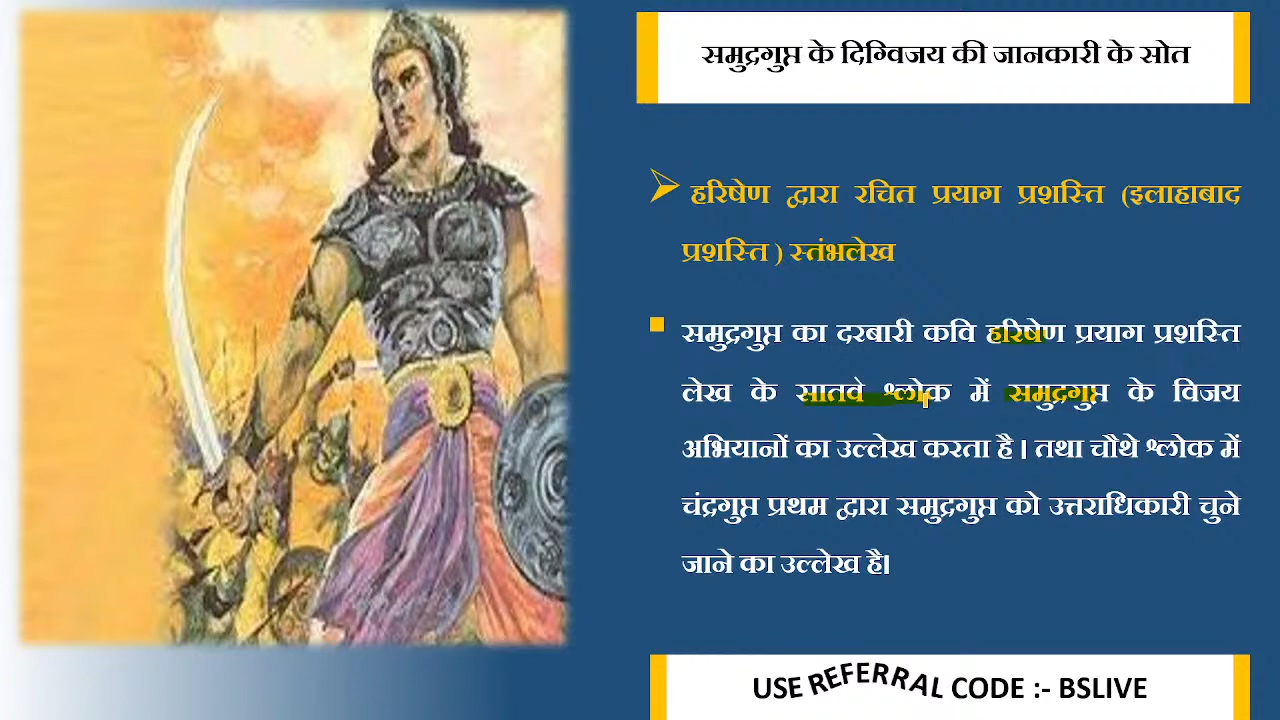 समुद्रगुप्त के दिग्विजय की जानकारी के सोत
हरिषेण द्वारा रचित प्रयाग प्रशस्ति (इलाहाबाद
प्रशस्ति ) स्तंभलेख
समुद्रगुप्त का दरबारी कवि हरिषेण प्रयाग प्रशस्ति
लेख के सातवे श्लोक में समुद्रगुप्त के विजय
अभियानों का उल्लेख करता है । तथा चौथे श्लोक में
चंद्रगुप्त प्रथम द्वारा समुद्रगुप्त को उत्तराधिकारी चुने
जाने का उल्लेख है।
USE REFERRAL CODE :- BSLIVE